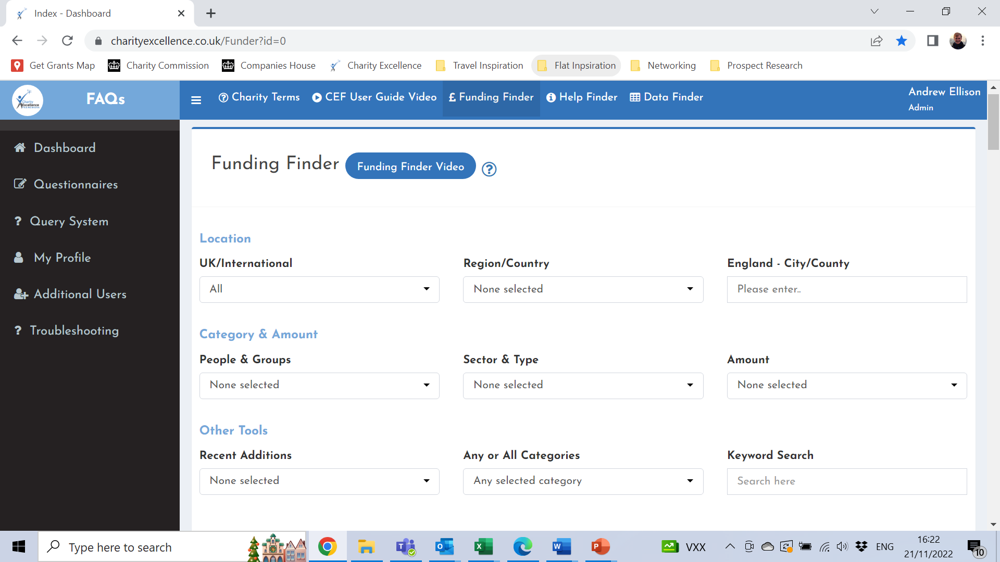 Index - Dashboard
charityexcellence.co.uk/Funder?id=0
Get Grants Map Charity Commission Companies House Charity Excellence Travel Inspiration Flat Inpsiration Networking Prospect Research
Charity Excellence FRAMEWORK
FAQs
Charity Terms CEF User Guide Video £ Funding Finder Help Finder Data Finder
Andrew Ellison
Admin
Dashboard
Questionnaires
? Query System
My Profile
Additional Users
? Troubleshooting
Funding Finder Funding Finder Video ?
Location
UK/International Region/Country England - City/County
All None selected Please enter..
Category & Amount
People & Groups Sector & Type Amount
None selected None selected None selected
Other Tools
Recent Additions Any or All Categories Keyword Search
None selected Any selected category Search here
Type here to search
VXX
ENG
16:22
21/11/2022
10